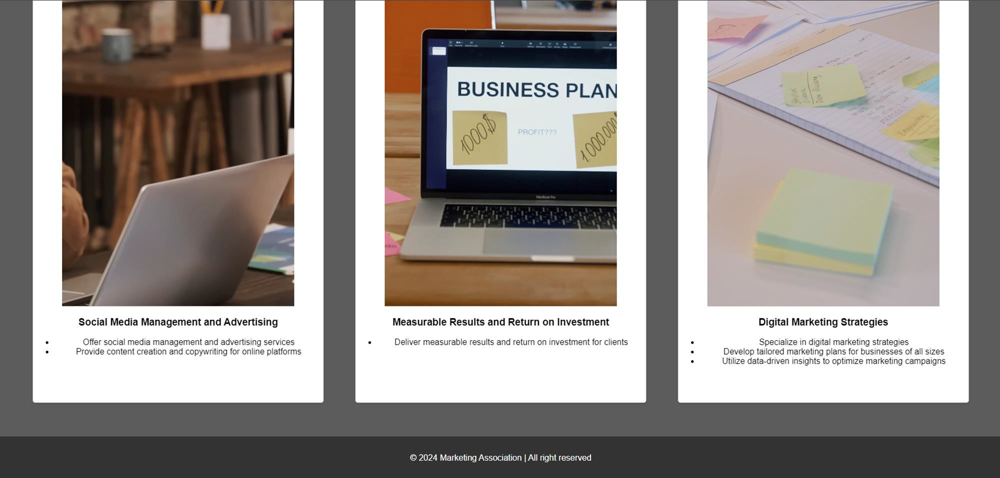 BUSINESS PLAN
1000$
PROFIT???
1.000.000
MacBook Pro
Engineering
Social Media Management and Advertising
• Offer social media management and advertising services
• Provide content creation and copywriting for online platforms
Measurable Results and Return on Investment
• Deliver measurable results and return on investment for clients
Digital Marketing Strategies
• Specialize in digital marketing strategies
• Develop tailored marketing plans for businesses of all sizes
• Utilize data-driven insights to optimize marketing campaigns
© 2024 Marketing Association | All right reserved